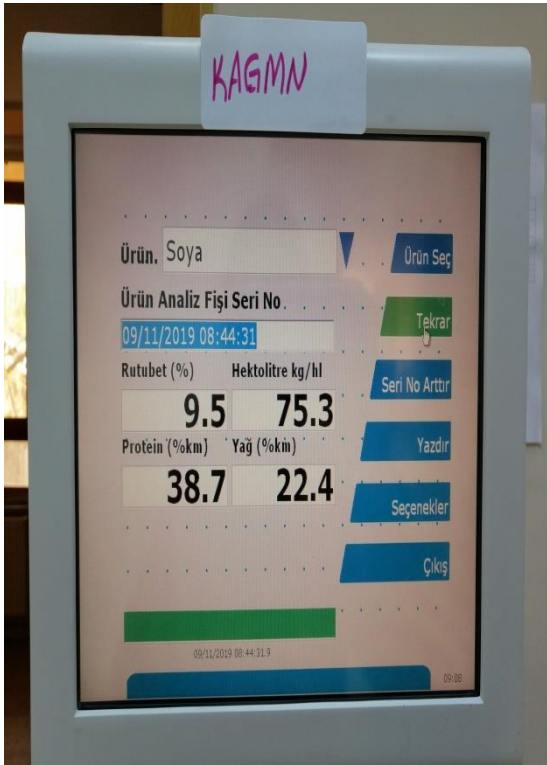 KAGMN
Ürün. Soya
Ürün Seç
Ürün Analiz Fişi Seri No
Tekrar
09/11/2019 08:44:31
Rutubet (%) Hektolitre kg/hl
Seri No Arttır
9.5 75.3
Protein (%km) Yağ (%km)
Yazdır
38.7 22.4
Seçenekler
Çıkış
09/11/2019 08:44:31.9
09:08